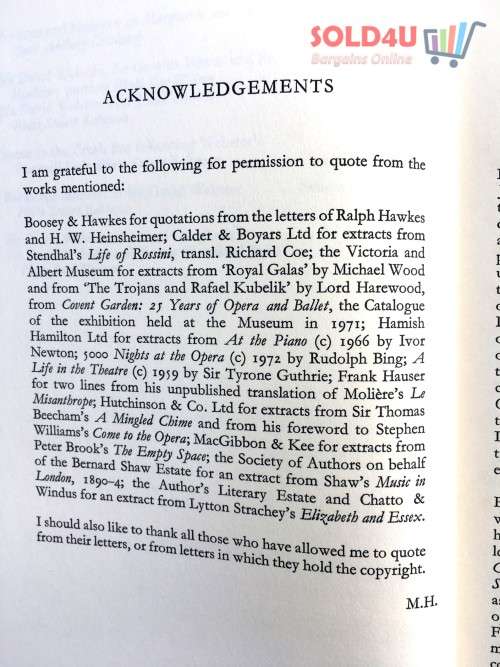 SOLD4U
Bargains Online
ACKNOWLEDGEMENTS
I am grateful to the following for permission to quote from the
works mentioned:
Boosey & Hawkes for quotations from the letters of Ralph Hawkes
and H. W. Heinsheimer; Calder & Boyars Ltd for extracts from
Stendhal's Life of Rossini, transl. Richard Coe; the Victoria and
Albert Museum for extracts from 'Royal Galas' by Michael Wood
and from 'The Trojans and Rafael Kubelik' by Lord Harewood,
from Covent Garden: 25 Years of Opera and Ballet, the Catalogue
of the exhibition held at the Museum in 1971; Hamish
Hamilton Ltd for extracts from At the Piano (c) 1966 by Ivor
Newton; 5000 Nights at the Opera (c) 1972 by Rudolph Bing; A
Life in the Theatre (c) 1959 by Sir Tyrone Guthrie; Frank Hauser
for two lines from his unpublished translation of Molière's Le
Misanthrope; Hutchinson & Co. Ltd for extracts from Sir Thomas
Beecham's A Mingled Chime and from his foreword to Stephen
Williams's Come to the Opera; MacGibbon & Kee for extracts from
Peter Brook's The Empty Space; the Society of Authors on behalf
of the Bernard Shaw Estate for an extract from Shaw's Music in
London, 1890-4; the Author's Literary Estate and Chatto &
Windus for an extract from Lytton Strachey's Elizabeth and Essex.
I should also like to thank all those who have allowed me to quote
from their letters, or from letters in which they hold the copyright.
M.H.